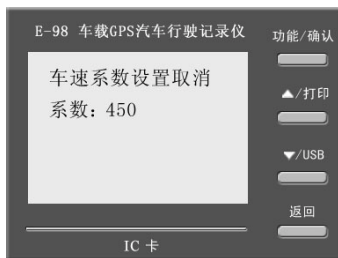 E-98 车载GPS汽车行驶记录仪
功能/确认
车速系数设置取消
系数: 450
▲/打印
▼/USB
返回
IC 卡